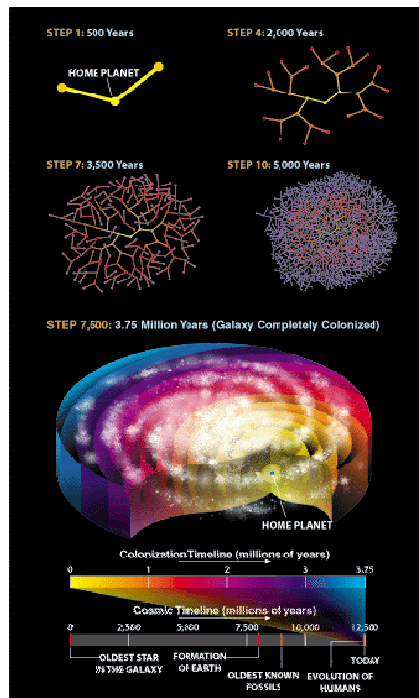 STEP 1: 500 Years
STEP 4: 2,000 Years
HOME PLANET
STEP 7: 3,500 Years
STEP 10: 5,000 Years
STEP 7,500: 3.75 Million Years (Galaxy Completely Colonized)
HOME PLANET
Colonization Timeline (millions of years)
0 1 2 3 3.75
Cosmic Timeline (millions of years)
0 2,500 5,000 7,500 10,000 12,500
TODAY
OLDEST STAR
IN THE GALAXY
FORMATION
OF EARTH
OLDEST KNOWN
FOSSILS
EVOLUTION OF
HUMANS